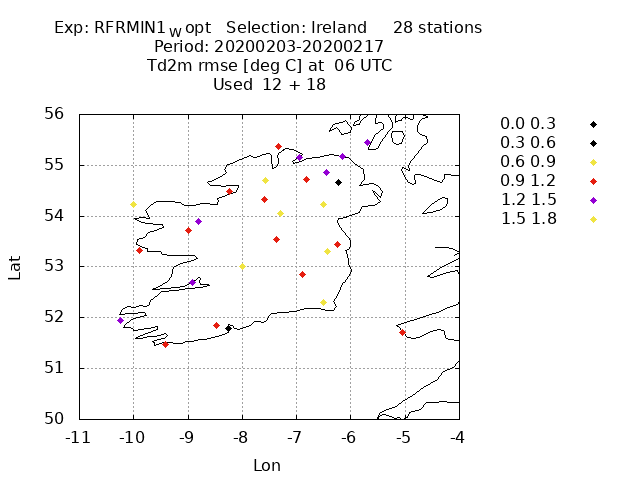 Exp: RFRMIN1_W opt Selection: Ireland 28 stations
Period: 20200203-20200217
Td2m rmse [deg C] at 06 UTC
Used 12 + 18
0.0 0.3
0.3 0.6
0.6 0.9
0.9 1.2
1.2 1.5
1.5 1.8
56
55
54
53
52
51
50
Lat
-11 -10 -9 -8 -7 -6 -5 -4
Lon